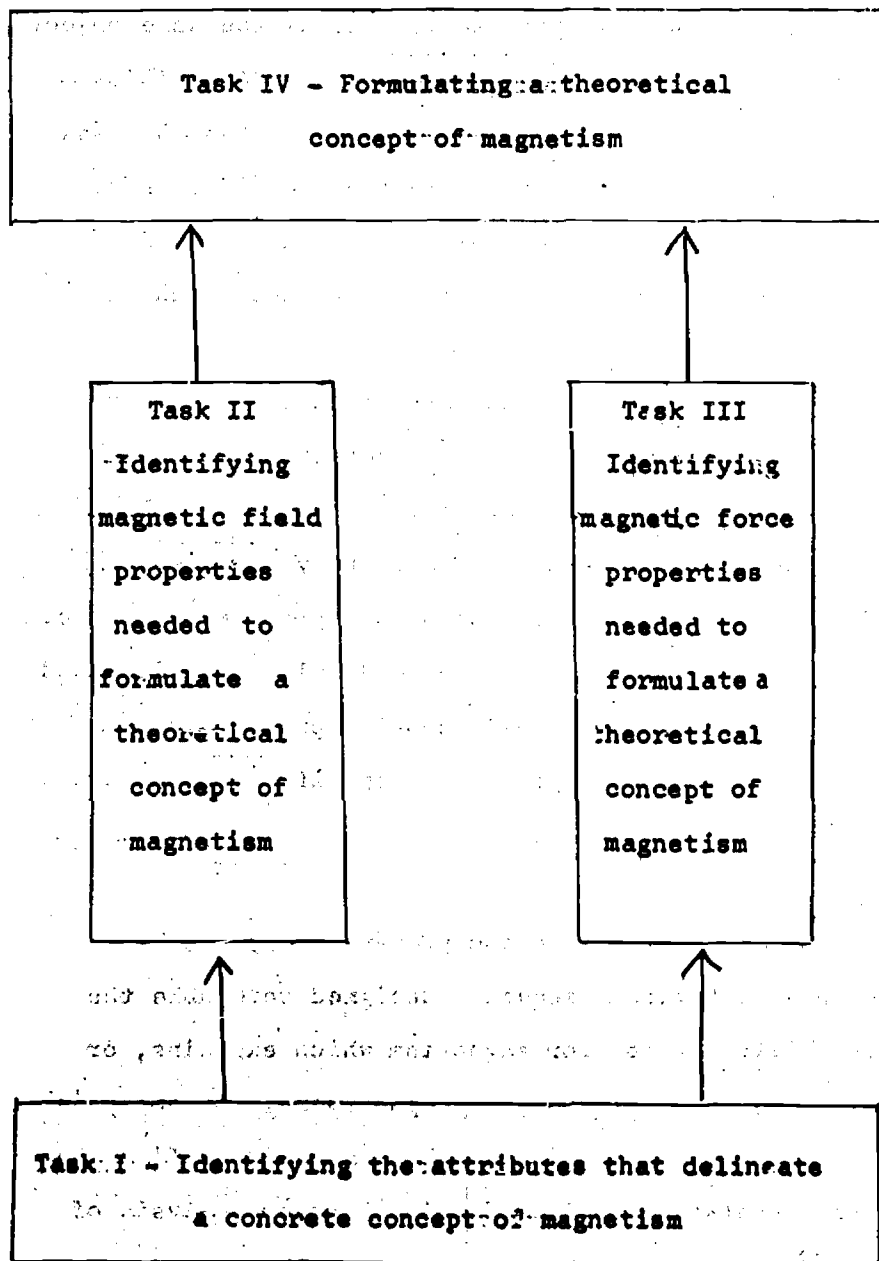 Task IV - Formulating a theoretical
concept of magnetism
Task II
Identifying
magnetic field
properties
needed to
formulate a
theoretical
concept of
magnetism
Task III
Identifying
magnetic force
properties
needed to
formulate a
theoretical
concept of
magnetism
Task I - Identifying the attributes that delineate
a concrete concept of magnetism